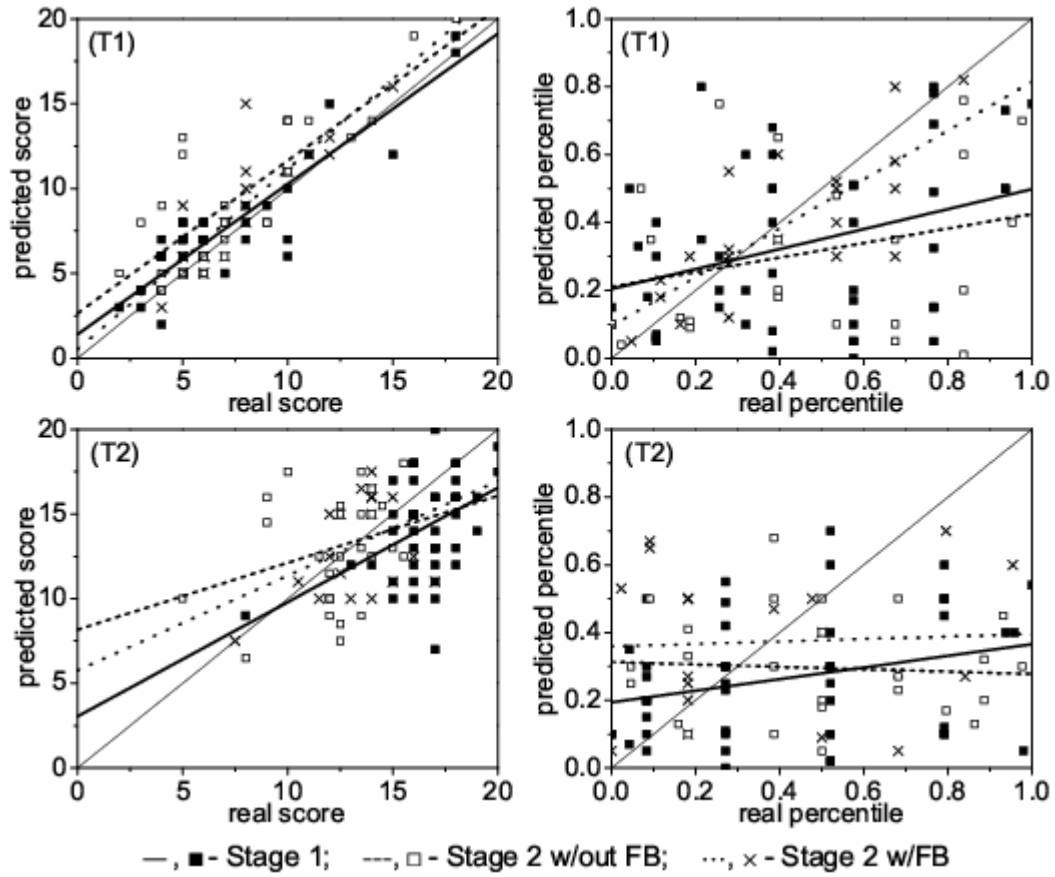 20
15
10
5
0
predicted score
(T1)
0 5 10 15 20
real score
1.0
0.8
0.6
0.4
0.2
0.0
predicted percentile
(T1)
0.0 0.2 0.4 0.6 0.8 1.0
real percentile
20
15
10
5
0
predicted score
(T2)
0 5 10 15 20
real score
1.0
0.8
0.6
0.4
0.2
0.0
predicted percentile
(T2)
0.0 0.2 0.4 0.6 0.8 1.0
real percentile
—, ■ - Stage 1; ---, □ - Stage 2 w/out FB; ···, × - Stage 2 w/FB